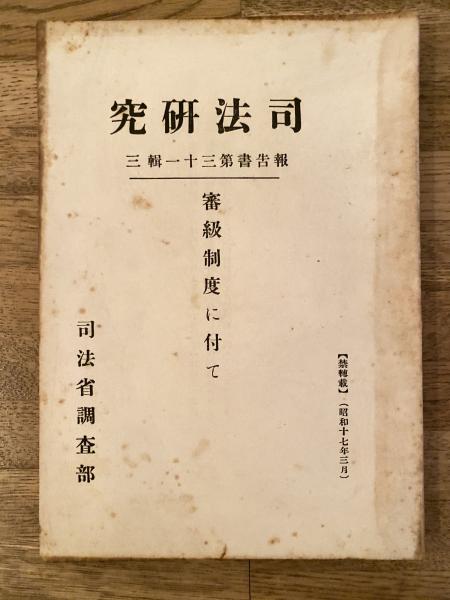 司法研究
報告書第三十一輯三
審級制度に付て
【禁轉載】(昭和十七年三月)
司法省調査部